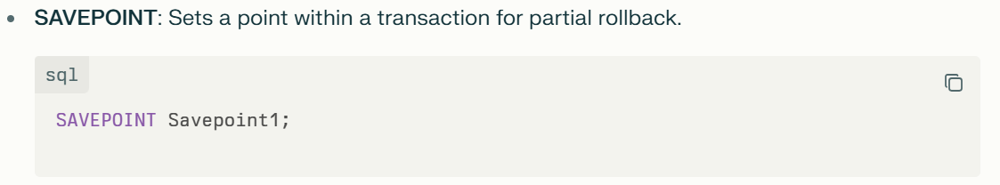 • SAVEPOINT: Sets a point within a transaction for partial rollback.
sql
SAVEPOINT Savepoint1;